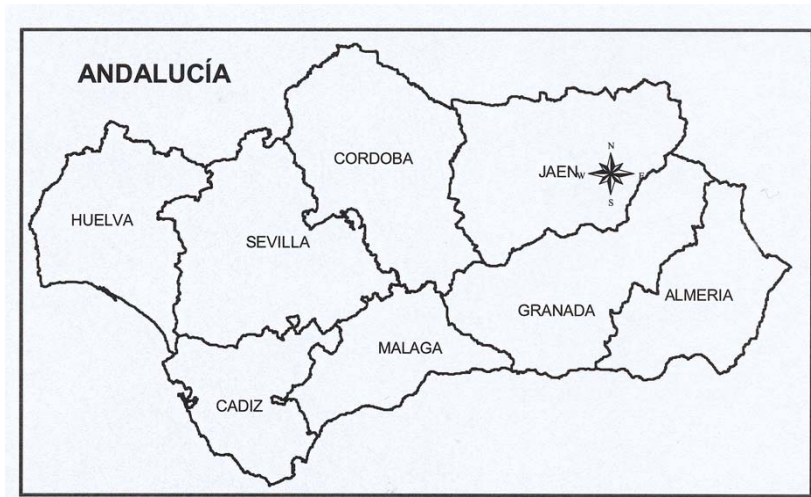 ANDALUCÍA
CORDOBA
N
JAEN
W
E
S
HUELVA
SEVILLA
ALMERIA
GRANADA
MALAGA
CADIZ